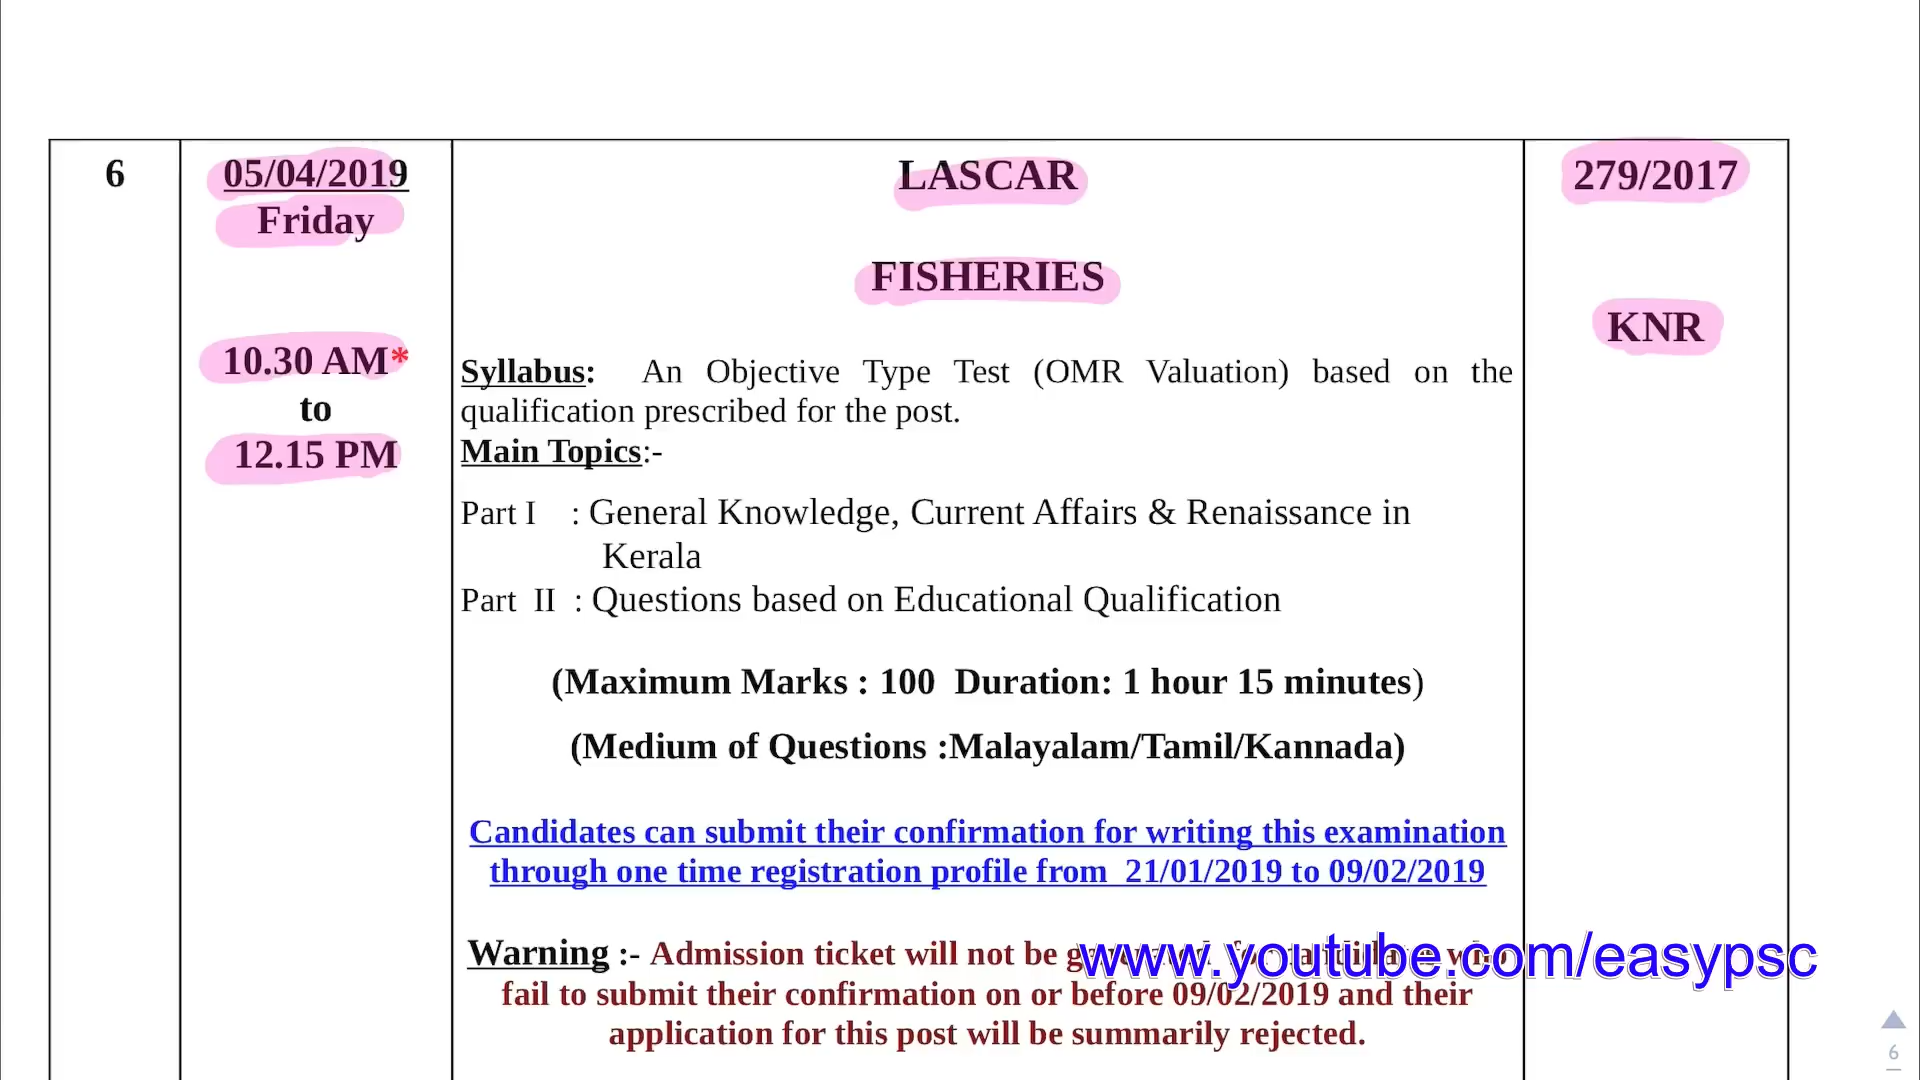 6
05/04/2019
Friday
10.30 AM*
to
12.15 PM
LASCAR
FISHERIES
Syllabus: An Objective Type Test (OMR Valuation) based on the
qualification prescribed for the post.
Main Topics:-
Part I : General Knowledge, Current Affairs & Renaissance in
Kerala
Part II : Questions based on Educational Qualification
(Maximum Marks : 100 Duration: 1 hour 15 minutes)
(Medium of Questions :Malayalam/Tamil/Kannada)
Candidates can submit their confirmation for writing this examination
through one time registration profile from 21/01/2019 to 09/02/2019
Warning :- Admission ticket will not be
fail to submit their confirmation on or before 09/02/2019 and their
application for this post will be summarily rejected.
279/2017
KNR
www.youtube.com/easypsc
6